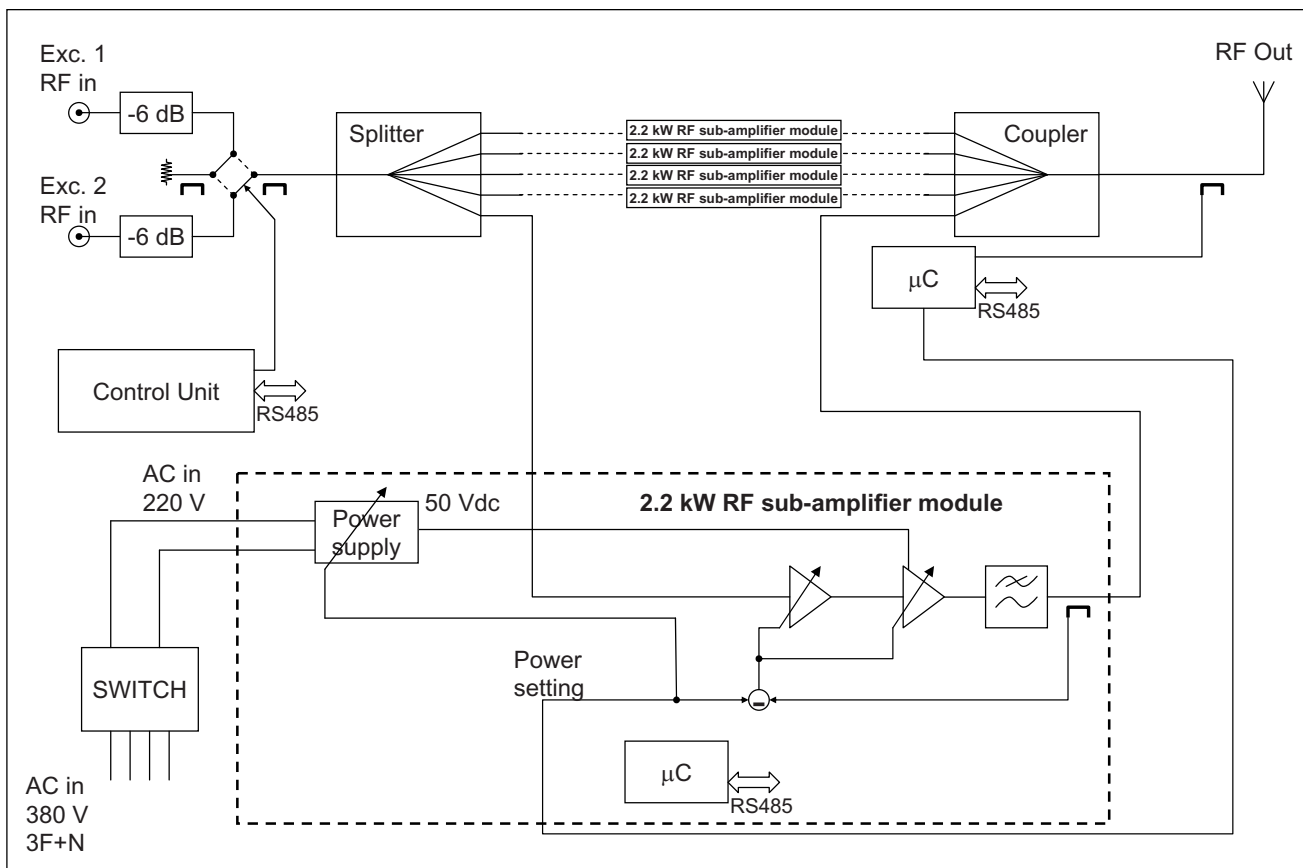 Exc. 1
RF in
-6 dB
Exc. 2
RF in
-6 dB
Splitter
2.2 kW RF sub-amplifier module
2.2 kW RF sub-amplifier module
2.2 kW RF sub-amplifier module
2.2 kW RF sub-amplifier module
Coupler
RF Out
μC
RS485
Control Unit
RS485
AC in
220 V
Power
supply
50 Vdc
2.2 kW RF sub-amplifier module
SWITCH
Power
setting
μC
RS485
AC in
380 V
3F+N